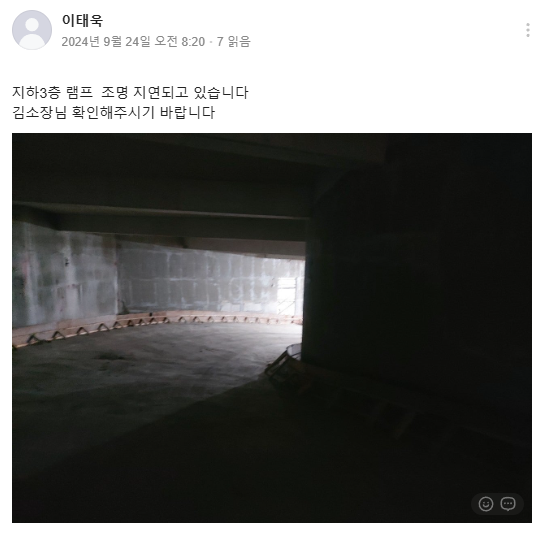 이태욱
2024년 9월 24일 오전 8:20 · 7 읽음
지하3층 램프  조명 지연되고 있습니다
김소장님 확인해주시기 바랍니다